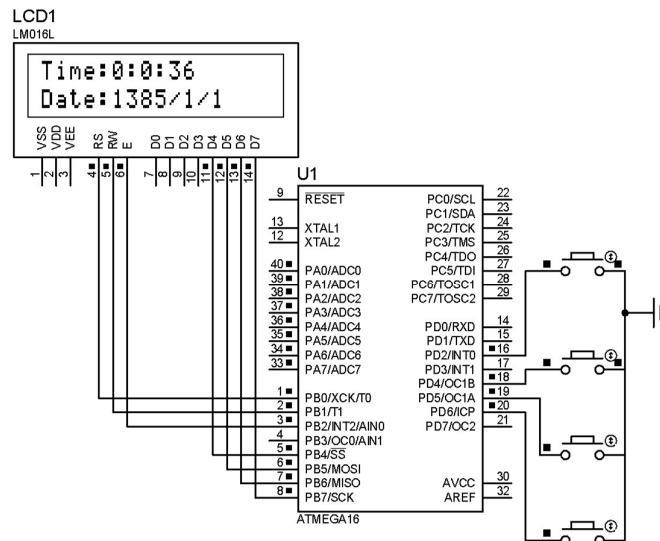 LCD1
LM016L
Time:0:0:36
Date:1385/1/1
VSS
VDD
VEE
RS
RW
E
D0
D1
D2
D3
D4
D5
D6
D7
1
2
3
4
5
6
7
8
9
10
11
12
13
14
U1
9 RESET
13 XTAL1
12 XTAL2
40 PA0/ADC0
39 PA1/ADC1
38 PA2/ADC2
37 PA3/ADC3
36 PA4/ADC4
35 PA5/ADC5
34 PA6/ADC6
33 PA7/ADC7
1 PB0/XCK/T0
2 PB1/T1
3 PB2/INT2/AIN0
4 PB3/OC0/AIN1
5 PB4/SS
6 PB5/MOSI
7 PB6/MISO
8 PB7/SCK
PC0/SCL 22
PC1/SDA 23
PC2/TCK 24
PC3/TMS 25
PC4/TDO 26
PC5/TDI 27
PC6/TOSC1 28
PC7/TOSC2 29
PD0/RXD 14
PD1/TXD 15
PD2/INT0 16
PD3/INT1 17
PD4/OC1B 18
PD5/OC1A 19
PD6/ICP 20
PD7/OC2 21
AVCC 30
AREF 32
ATMEGA16